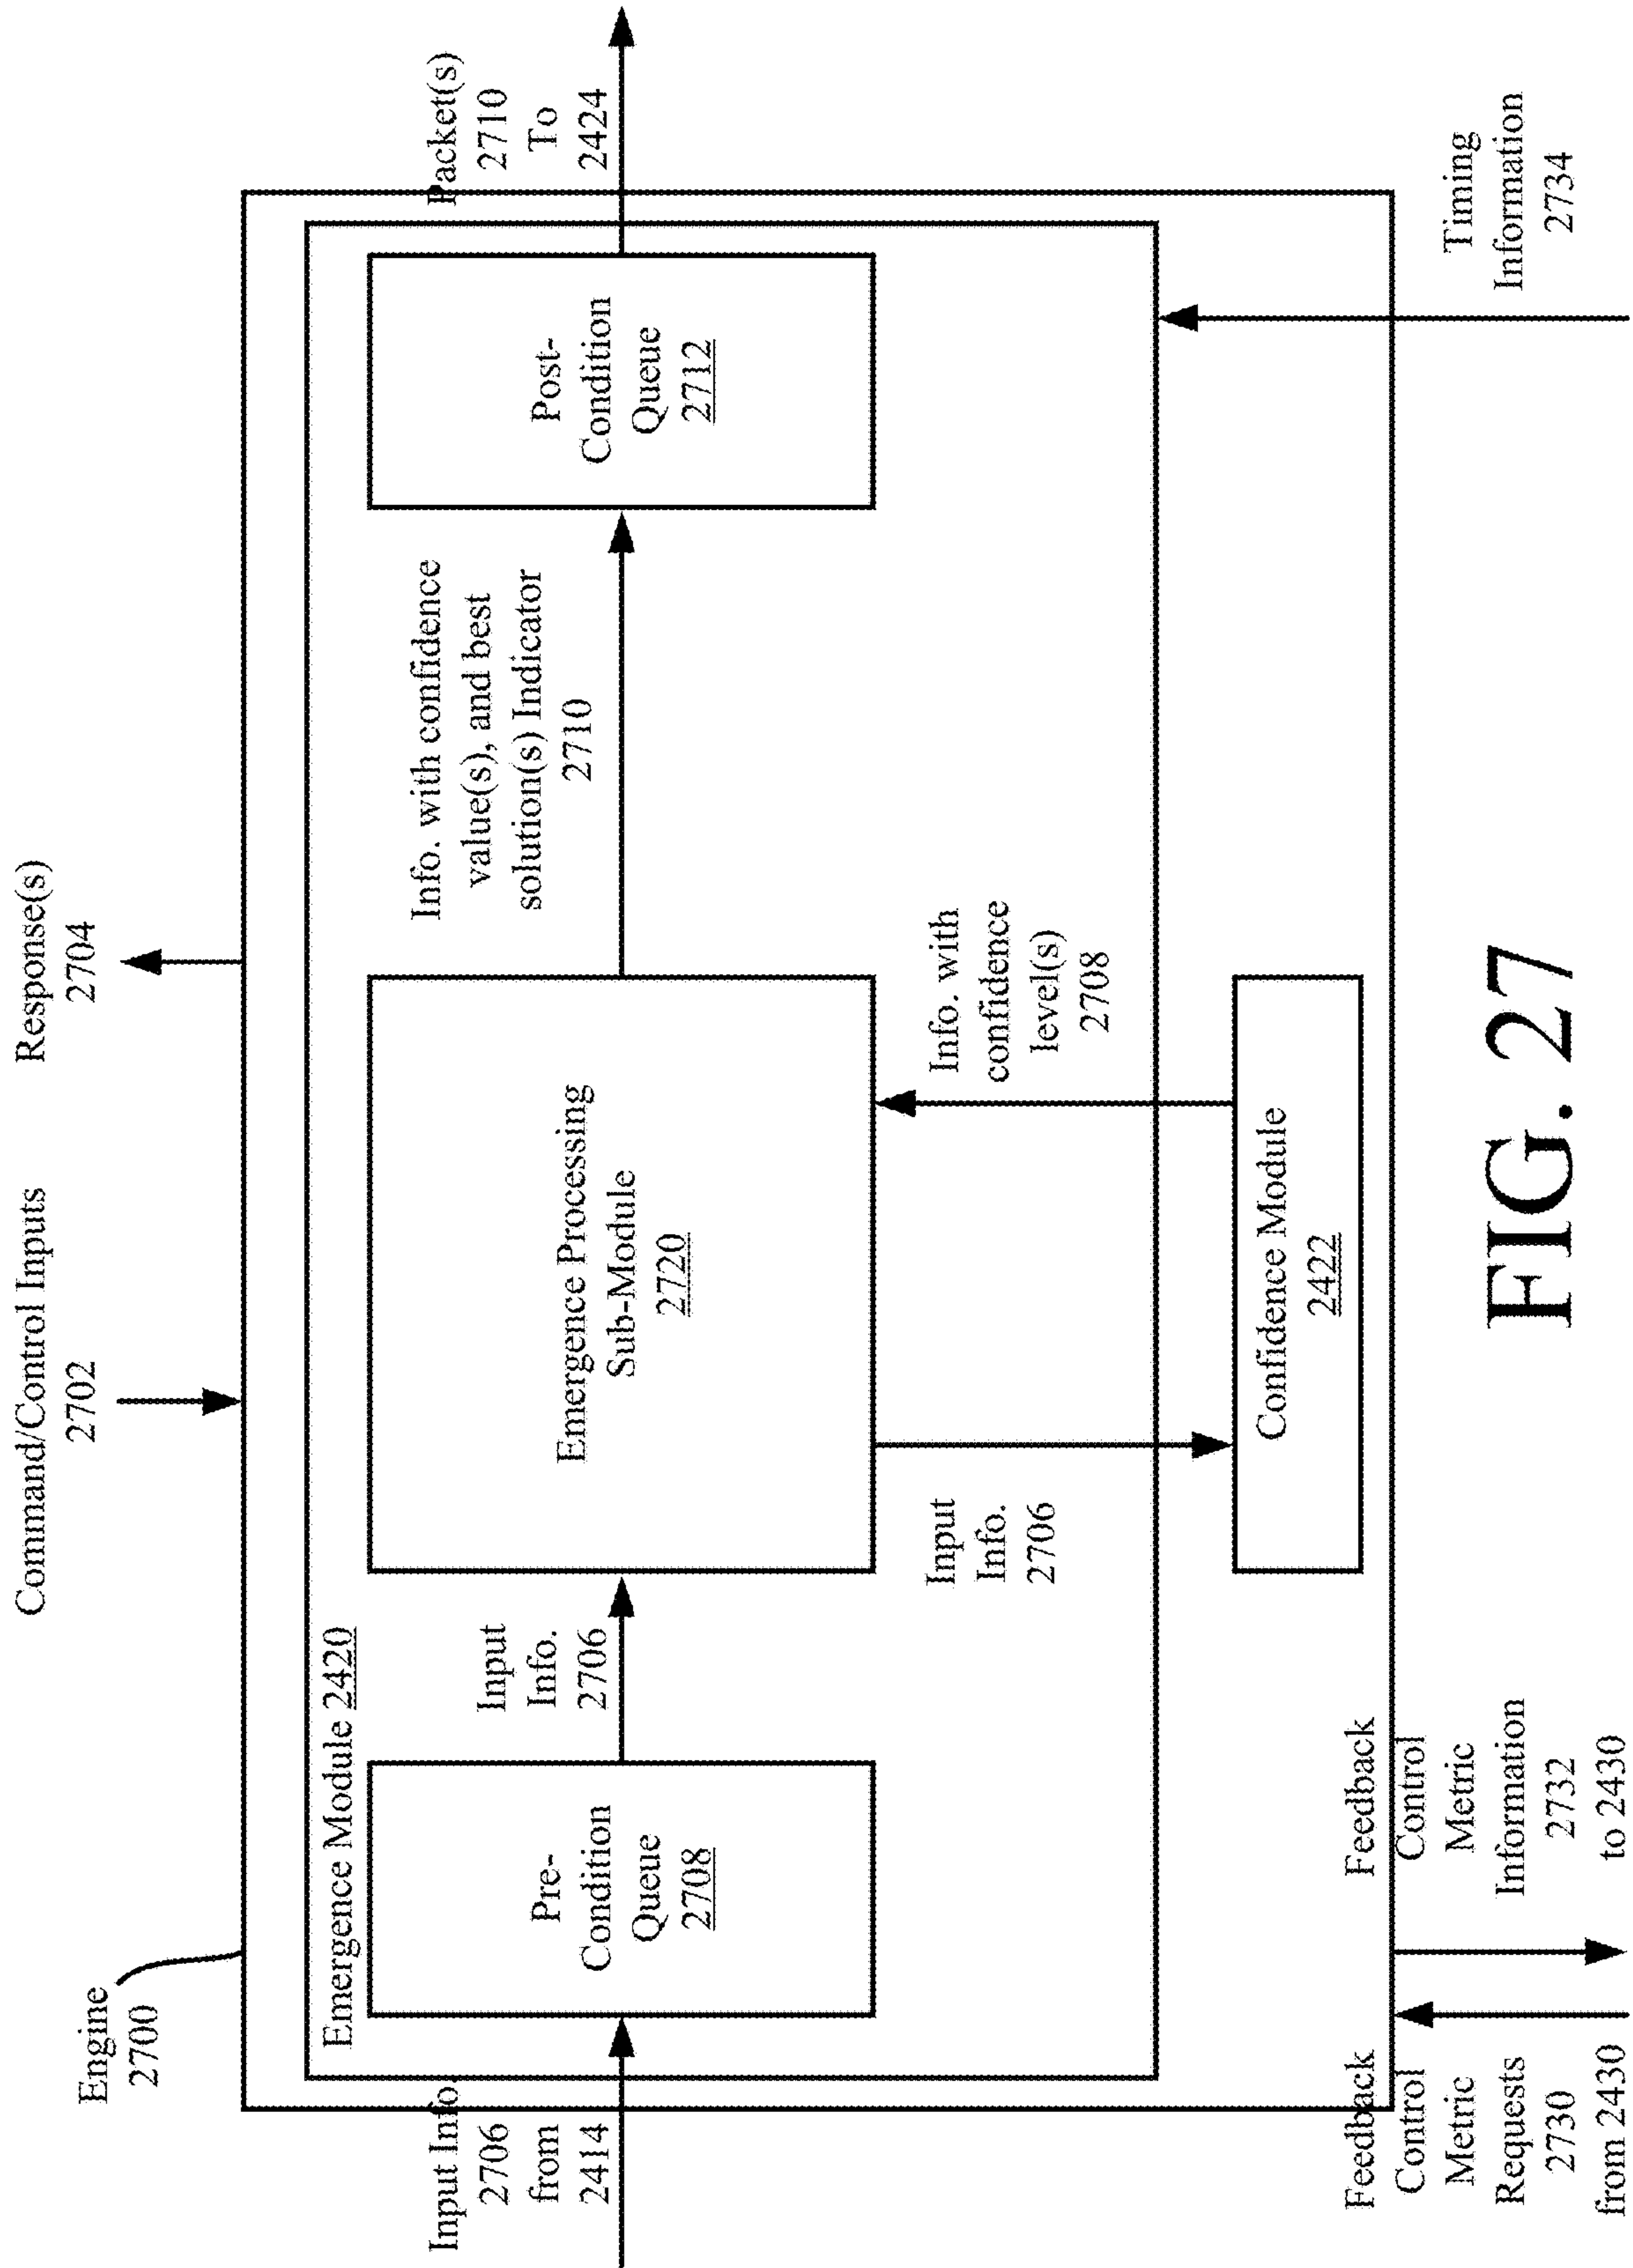 Command/Control Inputs
2702
Response(s)
2704
Engine
2700
Input Info.
2706
from
2414
Emergence Module 2420
Pre-
Condition
Queue
2708
Input
Info.
2706
Emergence Processing
Sub-Module
2720
Info. with confidence
value(s), and best
solution(s) Indicator
2710
Post-
Condition
Queue
2712
Packet(s)
2710
To
2424
Input
Info.
2706
Info. with
confidence
level(s)
2708
Confidence Module
2422
Feedback
Control
Metric
Requests
2730
from 2430
Feedback
Control
Metric
Information
2732
to 2430
Timing
Information
2734
FIG. 27